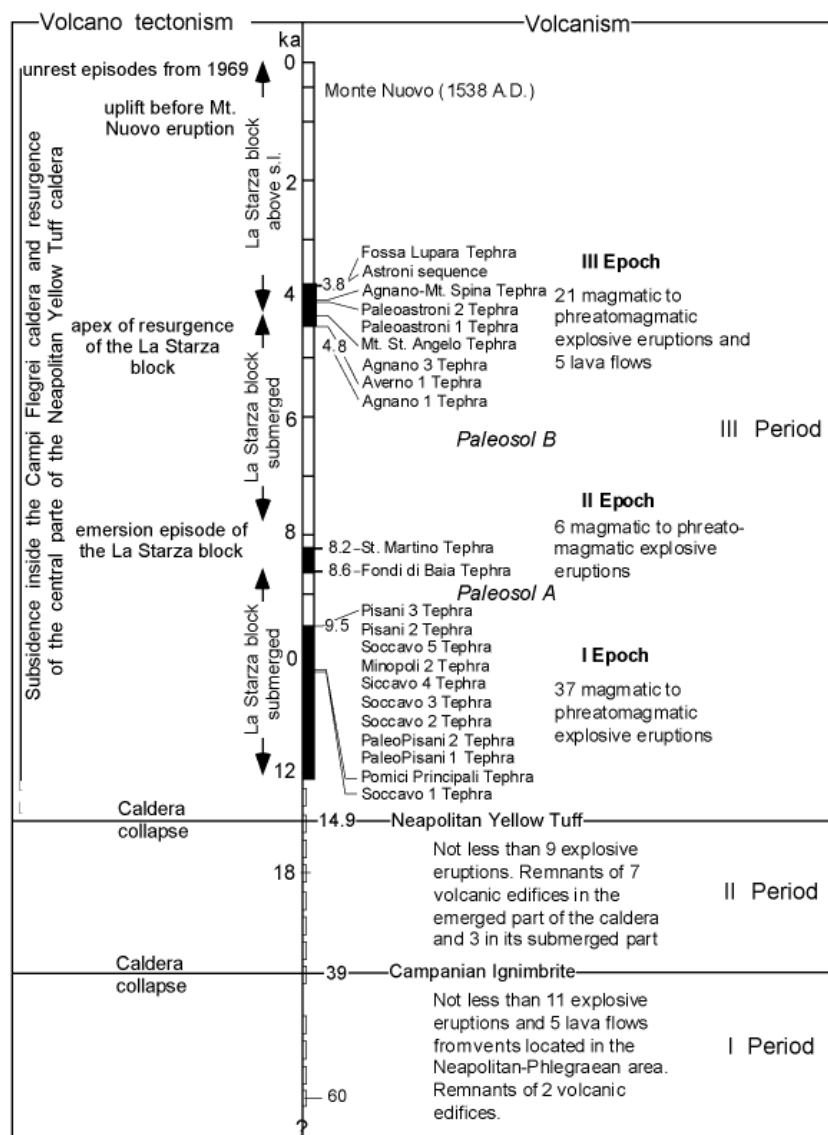 Volcano tectonism
ka
Volcanism
unrest episodes from 1969
0
Monte Nuovo (1538 A.D.)
uplift before Mt.
Nuovo eruption
La Starza block
above s.l.
2
Subsidence inside the Campi Flegrei caldera and resurgence
of the central parte of the Neapolitan Yellow Tuff caldera
Fossa Lupara Tephra
3.8
Astroni sequence
4
Agnano-Mt. Spina Tephra
Paleoastroni 2 Tephra
Paleoastroni 1 Tephra
Mt. St. Angelo Tephra
4.8
Agnano 3 Tephra
Averno 1 Tephra
Agnano 1 Tephra
III Epoch
21 magmatic to
phreatomagmatic
explosive eruptions and
5 lava flows
apex of resurgence
of the La Starza
block
La Starza block
submerged
6
Paleosol B
III Period
8
emersion episode of
the La Starza block
8.2
St. Martino Tephra
8.6
Fondi di Baia Tephra
II Epoch
6 magmatic to phreato-
magmatic explosive
eruptions
Paleosol A
La Starza block
submerged
9.5
0
12
Pisani 3 Tephra
Pisani 2 Tephra
Soccavo 5 Tephra
Minopoli 2 Tephra
Siccavo 4 Tephra
Soccavo 3 Tephra
Soccavo 2 Tephra
PaleoPisani 2 Tephra
PaleoPisani 1 Tephra
Pomici Principali Tephra
Soccavo 1 Tephra
I Epoch
37 magmatic to
phreatomagmatic
explosive eruptions
Caldera
collapse
14.9
Neapolitan Yellow Tuff
18
Not less than 9 explosive
eruptions. Remnants of 7
volcanic edifices in the
emerged part of the caldera
and 3 in its submerged part
II Period
Caldera
collapse
39
Campanian Ignimbrite
Not less than 11 explosive
eruptions and 5 lava flows
fromvents located in the
Neapolitan-Phlegraean area.
Remnants of 2 volcanic
edifices.
I Period
60
?